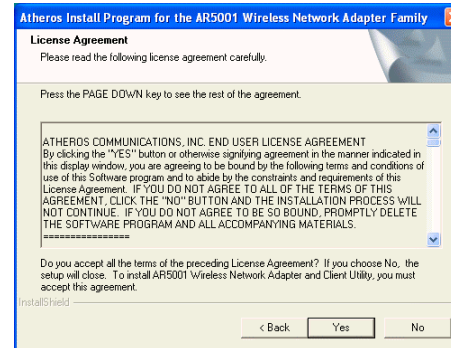 Atheros Install Program for the AR5001 Wireless Network Adapter Family
License Agreement
Please read the following license agreement carefully.
Press the PAGE DOWN key to see the rest of the agreement.
ATHEROS COMMUNICATIONS, INC. END USER LICENSE AGREEMENT
By clicking the "YES" button or otherwise signifying agreement in the manner indicated in
this display window, you are agreeing to be bound by the following terms and conditions of
use of this Software program and to abide by the constraints and requirements of this
License Agreement. IF YOU DO NOT AGREE TO ALL OF THE TERMS OF THIS
AGREEMENT, CLICK THE "NO" BUTTON AND THE INSTALLATION PROCESS WILL
NOT CONTINUE. IF YOU DO NOT AGREE TO BE SO BOUND, PROMPTLY DELETE
THE SOFTWARE PROGRAM AND ALL ACCOMPANYING MATERIALS.
================
Do you accept all the terms of the preceding License Agreement? If you choose No, the
setup will close. To install AR5001 Wireless Network Adapter and Client Utility, you must
accept this agreement.
InstallShield
< Back Yes No